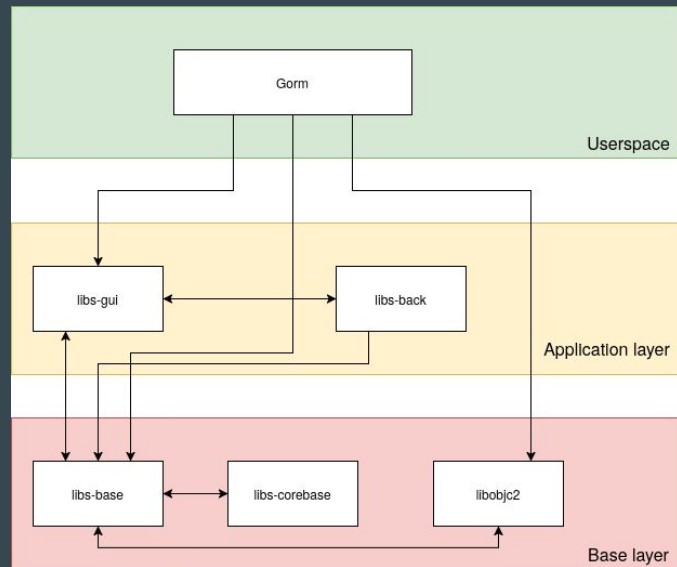 Gorm
Userspace
libs-gui
libs-back
Application layer
libs-base
libs-corebase
libobjc2
Base layer